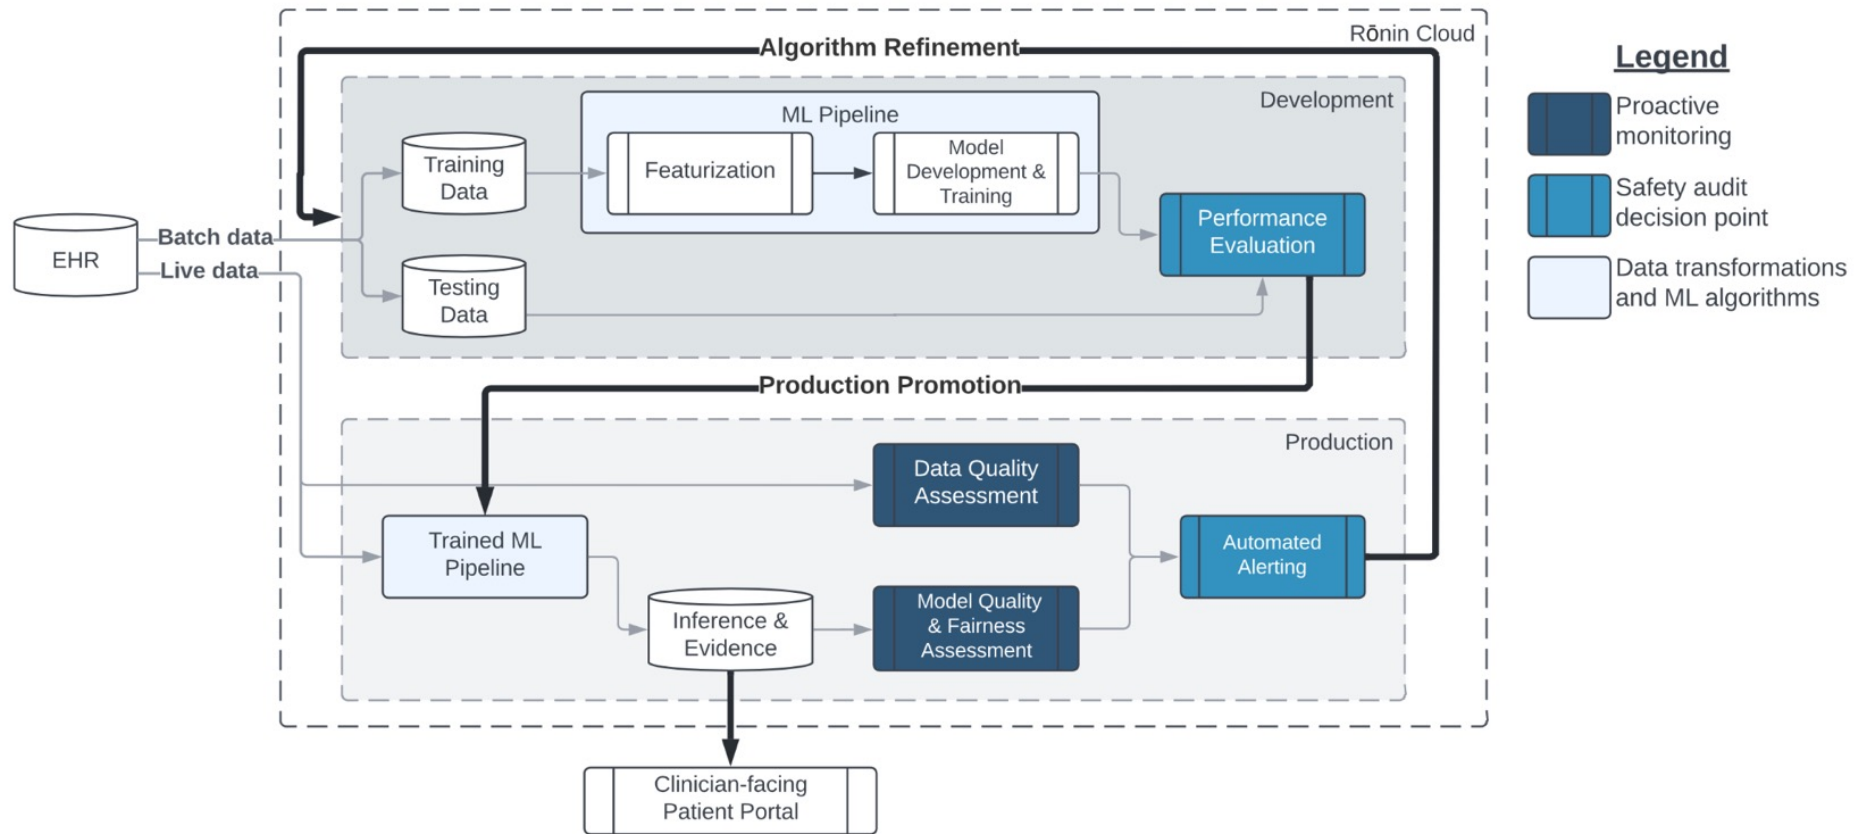 Rōnin Cloud
Algorithm Refinement
Development
ML Pipeline
Training
Data
Featurization
Model
Development &
Training
Performance
Evaluation
EHR
Batch data
Live data
Testing
Data
Production Promotion
Production
Data Quality
Assessment
Trained ML
Pipeline
Automated
Alerting
Inference &
Evidence
Model Quality
& Fairness
Assessment
Clinician-facing
Patient Portal
Legend
Proactive
monitoring
Safety audit
decision point
Data transformations
and ML algorithms